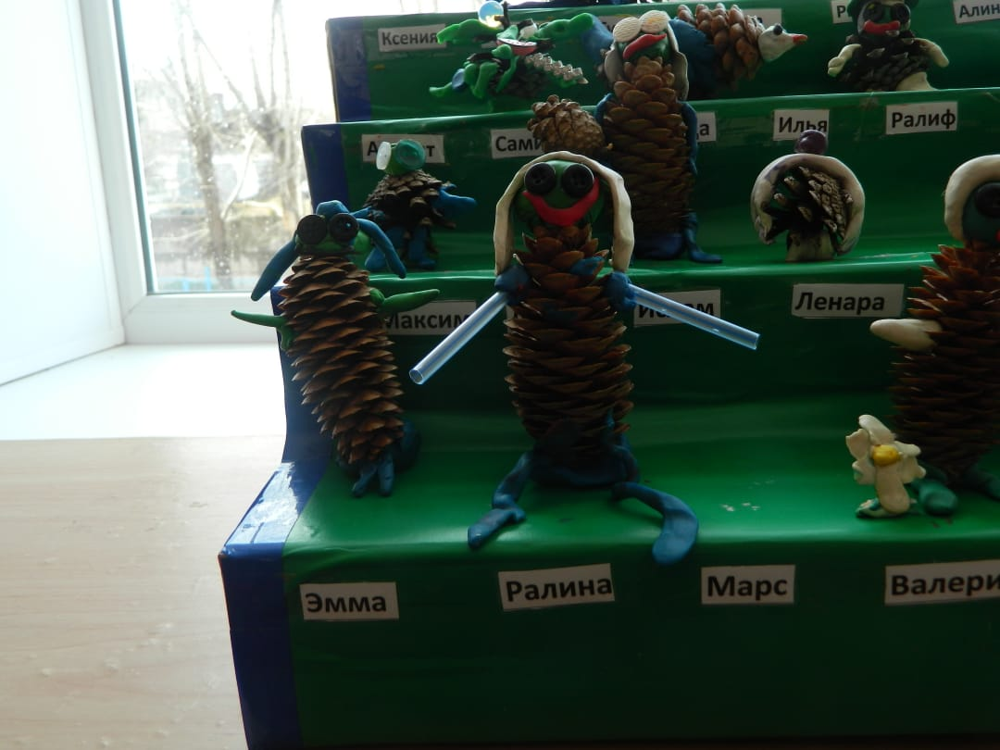 Ксения
Алин
Илья
Ралиф
Сами
Максим
Ленара
Эмма
Ралина
Марс
Валери